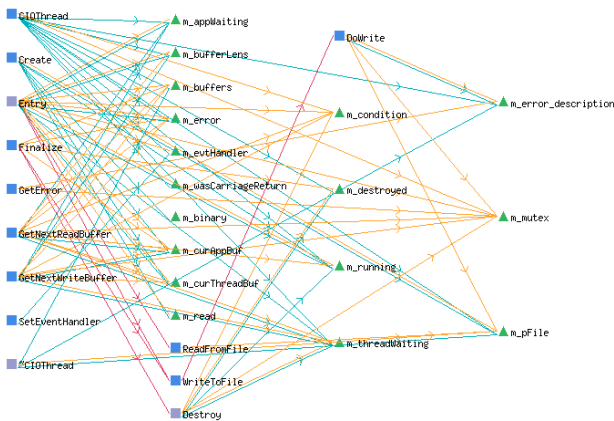 CIOThread
Create
Entry
Finalize
GetError
GetNextReadBuffer
GetNextWriteBuffer
SetEventHandler
~CIOThread
m_appWaiting
m_bufferLens
m_buffers
m_error
m_evtHandler
m_wasCarriageReturn
m_binary
m_curAppBuf
m_curThreadBuf
m_read
ReadFromFile
WriteToFile
Destroy
DoWrite
m_condition
m_destroyed
m_running
m_threadWaiting
m_error_description
m_mutex
m_pFile